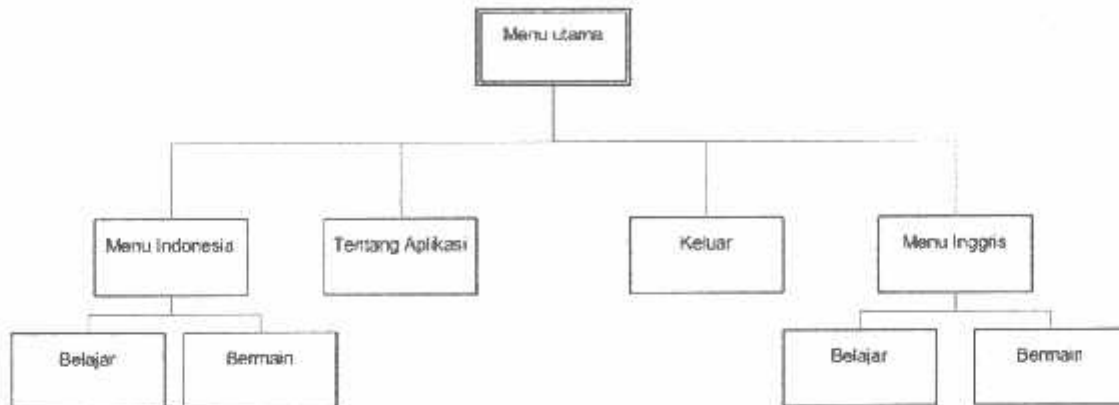 Menu utama
Menu Indonesia
Tentang Aplikasi
Keluar
Menu Inggris
Belajar
Bermain
Belajar
Bermain